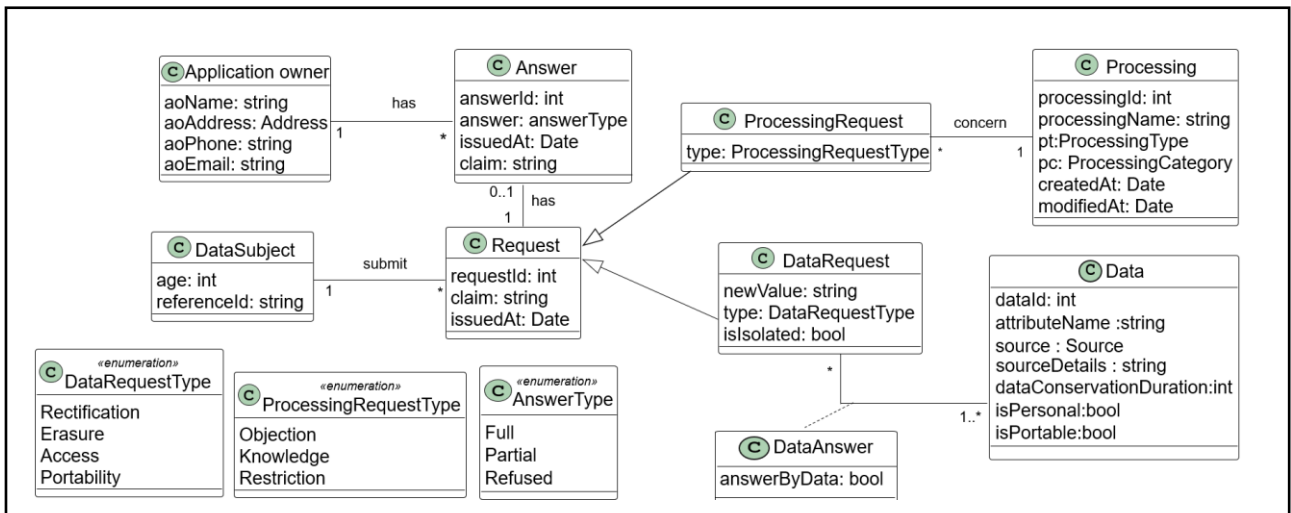 C Application owner
aoName: string
aoAddress: Address
aoPhone: string
aoEmail: string
has
1
*
C Answer
answerId: int
answer: answerType
issuedAt: Date
claim: string
0..1
has
1
C ProcessingRequest
type: ProcessingRequestType
concern
*
1
C Processing
processingId: int
processingName: string
pt:ProcessingType
pc: ProcessingCategory
createdAt: Date
modifiedAt: Date
C DataSubject
age: int
referenceId: string
submit
1
*
C Request
requestId: int
claim: string
issuedAt: Date
C DataRequest
newValue: string
type: DataRequestType
isIsolated: bool
*
1..*
C Data
dataId: int
attributeName :string
source : Source
sourceDetails : string
dataConservationDuration:int
isPersonal:bool
isPortable:bool
«enumeration»
C DataRequestType
Rectification
Erasure
Access
Portability
«enumeration»
C ProcessingRequestType
Objection
Knowledge
Restriction
«enumeration»
C AnswerType
Full
Partial
Refused
C DataAnswer
answerByData: bool